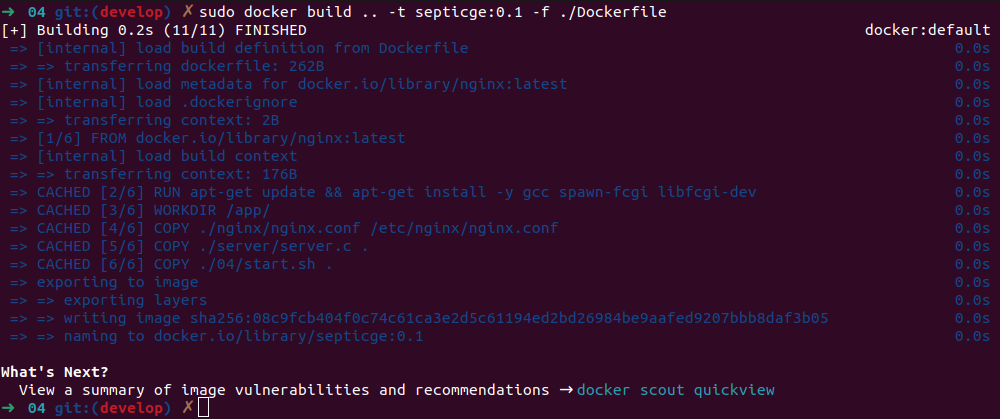 ➜ 04 git:(develop) ✗ sudo docker build .. -t septicge:0.1 -f ./Dockerfile
[+] Building 0.2s (11/11) FINISHED docker:default
=> [internal] load build definition from Dockerfile 0.0s
=> => transferring dockerfile: 262B 0.0s
=> [internal] load metadata for docker.io/library/nginx:latest 0.0s
=> [internal] load .dockerignore 0.0s
=> => transferring context: 2B 0.0s
=> [1/6] FROM docker.io/library/nginx:latest 0.0s
=> [internal] load build context 0.0s
=> => transferring context: 176B 0.0s
=> CACHED [2/6] RUN apt-get update && apt-get install -y gcc spawn-fcgi libfcgi-dev 0.0s
=> CACHED [3/6] WORKDIR /app/ 0.0s
=> CACHED [4/6] COPY ./nginx/nginx.conf /etc/nginx/nginx.conf 0.0s
=> CACHED [5/6] COPY ./server/server.c . 0.0s
=> CACHED [6/6] COPY ./04/start.sh . 0.0s
=> exporting to image 0.0s
=> => exporting layers 0.0s
=> => writing image sha256:08c9fcb404f0c74c61ca3e2d5c61194ed2bd26984be9aafed9207bbb8daf3b05 0.0s
=> => naming to docker.io/library/septicge:0.1 0.0s
What's Next?
View a summary of image vulnerabilities and recommendations → docker scout quickview
➜ 04 git:(develop) ✗